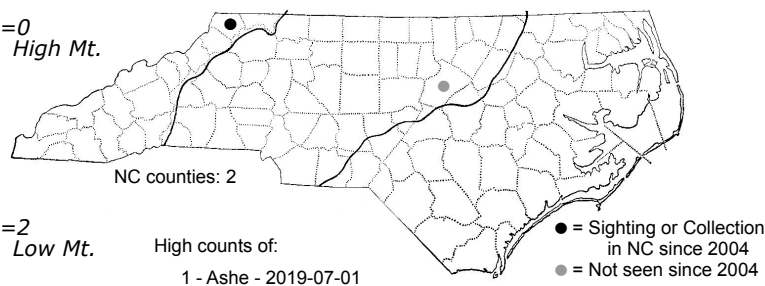 =0
High Mt.
NC counties: 2
=2
Low Mt.
High counts of:
1 - Ashe - 2019-07-01
● = Sighting or Collection
in NC since 2004
● = Not seen since 2004